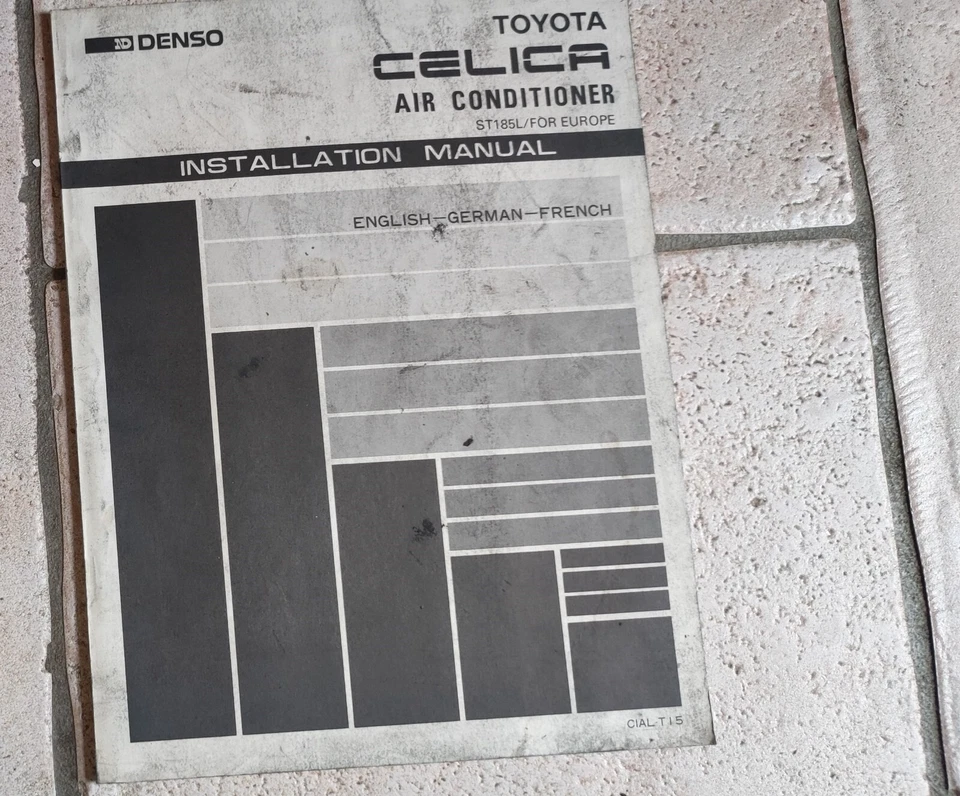 DENSO
TOYOTA
CELICA
AIR CONDITIONER
ST185L/FOR EUROPE
INSTALLATION MANUAL
ENGLISH—GERMAN—FRENCH
CIAL-T15